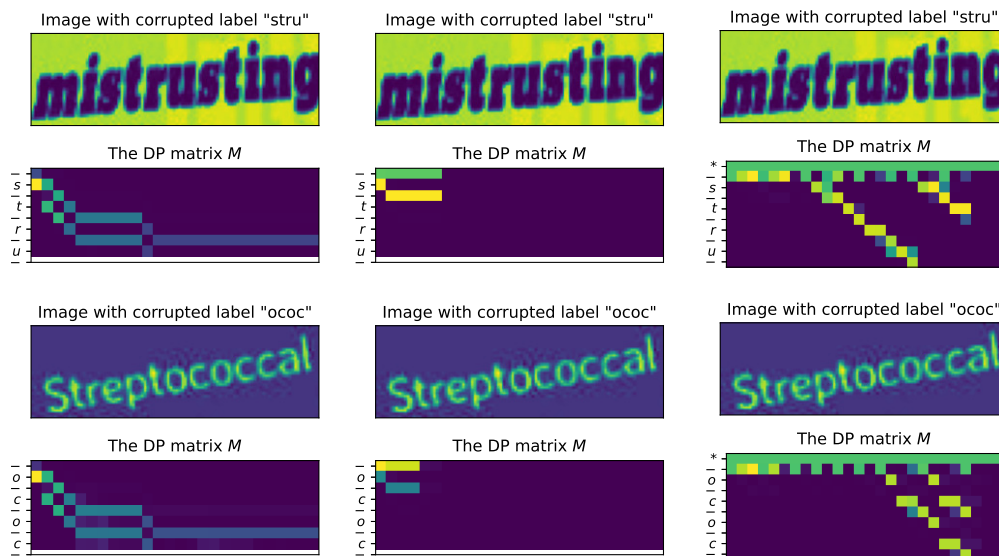 Image with corrupted label "stru"
Image with corrupted label "stru"
Image with corrupted label "stru"
mistrusting
mistrusting
mistrusting
The DP matrix M
The DP matrix M
The DP matrix M
_
s
_
t
_
r
_
u
_
_
s
_
t
_
r
_
u
_
*
_
s
_
t
_
r
_
u
_
Image with corrupted label "ococ"
Image with corrupted label "ococ"
Image with corrupted label "ococ"
Streptococcal
Streptococcal
Streptococcal
The DP matrix M
The DP matrix M
The DP matrix M
_
o
_
c
_
o
_
c
_
_
o
_
c
_
o
_
c
_
*
_
o
_
c
_
o
_
c
_